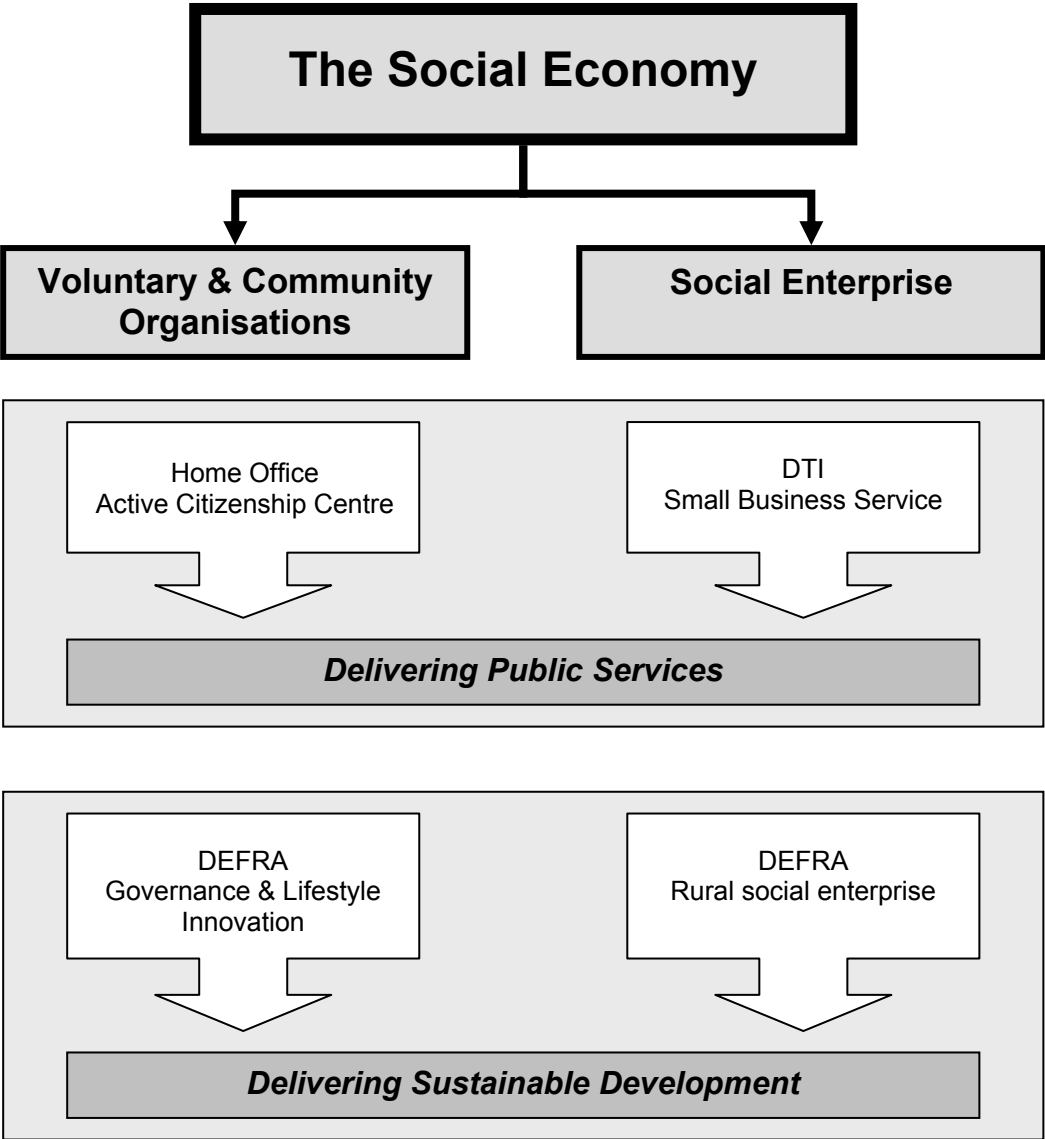 The Social Economy
Voluntary & Community
Organisations
Social Enterprise
Home Office
Active Citizenship Centre
DTI
Small Business Service
Delivering Public Services
DEFRA
Governance & Lifestyle
Innovation
DEFRA
Rural social enterprise
Delivering Sustainable Development